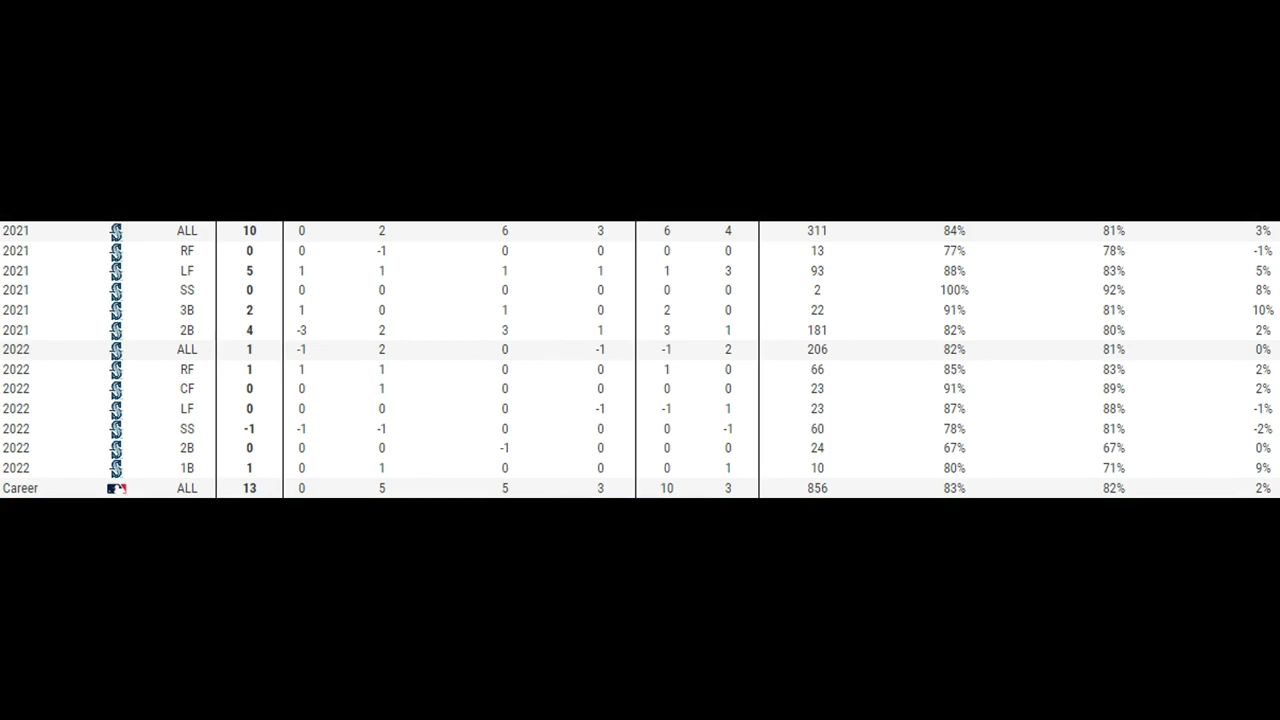 2021 ALL 10 0 2 6 3 6 4 311 84% 81% 3%
2021 RF 0 0 -1 0 0 0 0 13 77% 78% -1%
2021 LF 5 1 1 1 1 1 3 93 88% 83% 5%
2021 SS 0 0 0 0 0 0 0 2 100% 92% 8%
2021 3B 2 1 0 1 0 2 0 22 91% 81% 10%
2021 2B 4 -3 2 3 1 3 1 181 82% 80% 2%
2022 ALL 1 -1 2 0 -1 -1 2 206 82% 81% 0%
2022 RF 1 1 1 0 0 1 0 66 85% 83% 2%
2022 CF 0 0 1 0 0 0 0 23 91% 89% 2%
2022 LF 0 0 0 0 -1 -1 1 23 87% 88% -1%
2022 SS -1 -1 -1 0 0 0 -1 60 78% 81% -2%
2022 2B 0 0 0 -1 0 0 0 24 67% 67% 0%
2022 1B 1 0 1 0 0 0 1 10 80% 71% 9%
Career ALL 13 0 5 5 3 10 3 856 83% 82% 2%